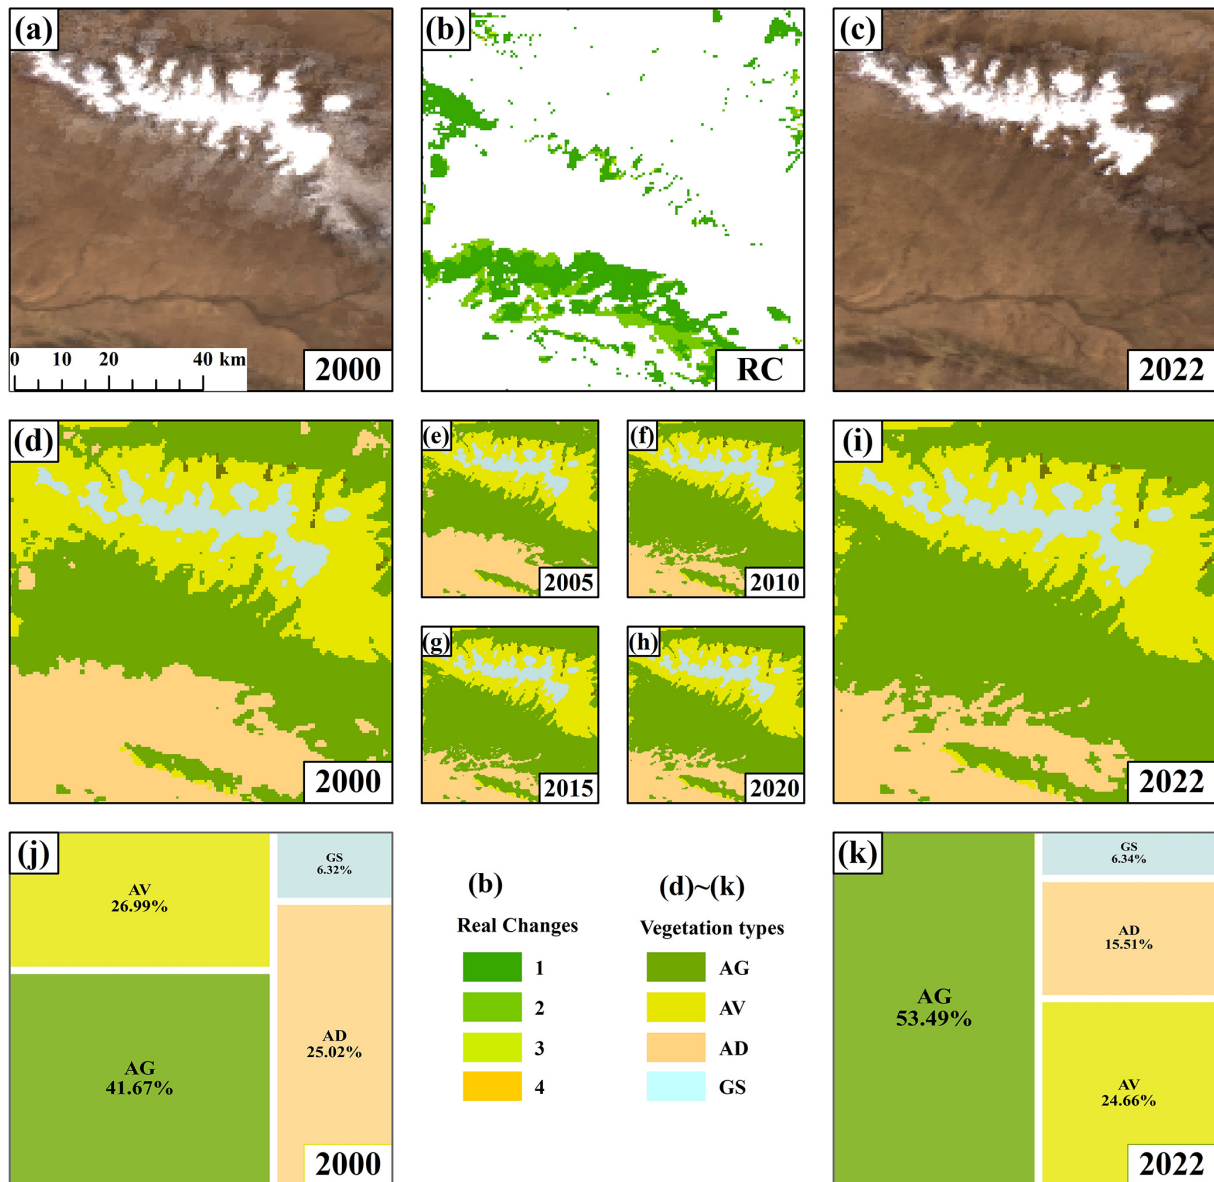 (a)
2000
0 10 20 40 km
(b)
RC
(c)
2022
(d)
2000
(e)
2005
(f)
2010
(g)
2015
(h)
2020
(i)
2022
(j)
AV
26.99%
GS
6.32%
AG
41.67%
AD
25.02%
2000
(b)
Real Changes
1
2
3
4
(d)~(k)
Vegetation types
AG
AV
AD
GS
(k)
AG
53.49%
GS
6.34%
AD
15.51%
AV
24.66%
2022